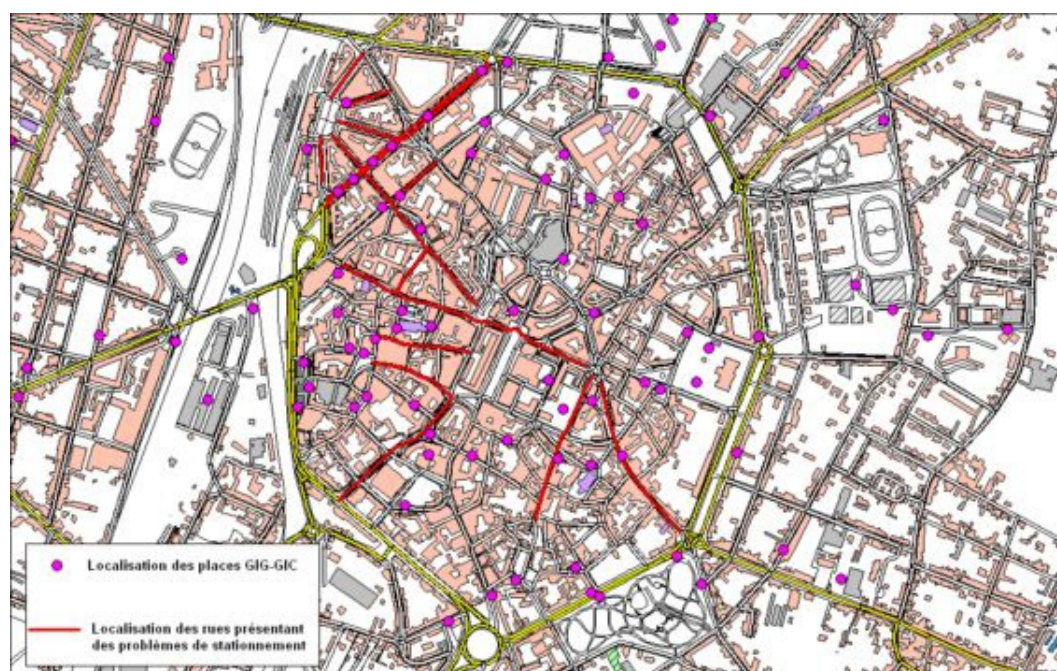 Localisation des places GIG-GIC
Localisation des rues présentant
des problèmes de stationnement